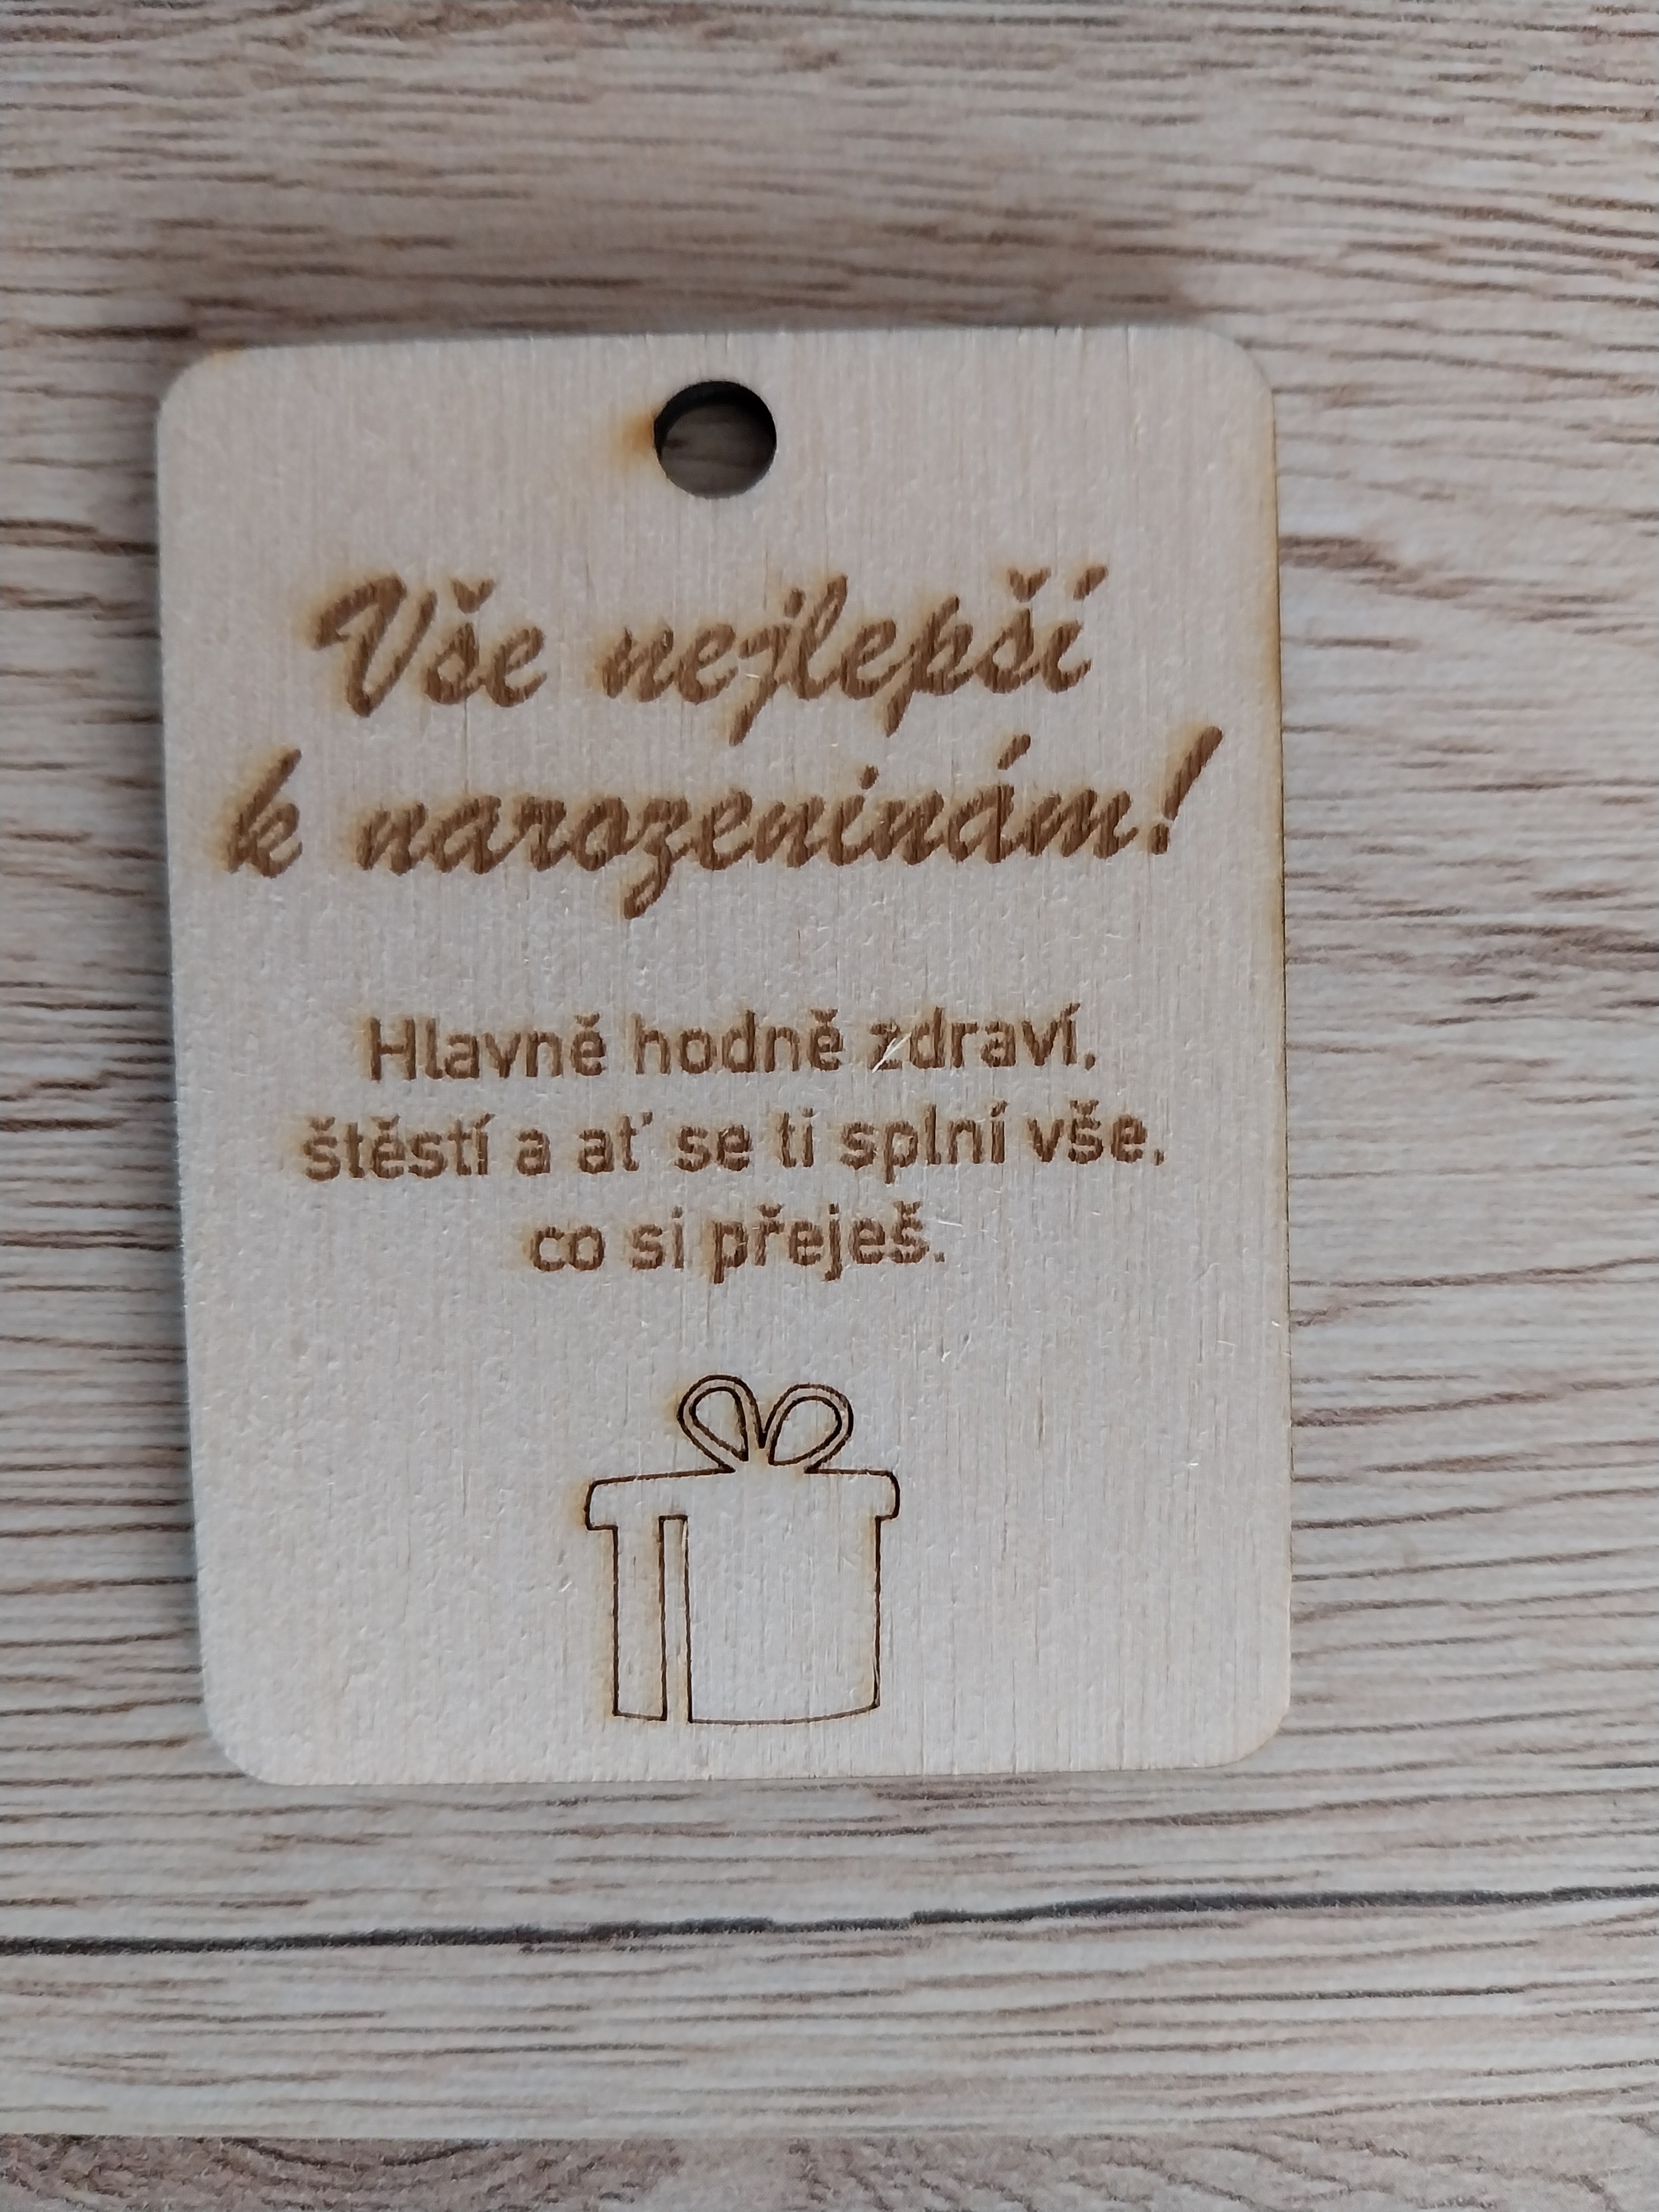 Vše nejlepší
k narozeninám!
Hlavně hodně zdraví,
štěstí a ať se ti splní vše,
co si přeješ.